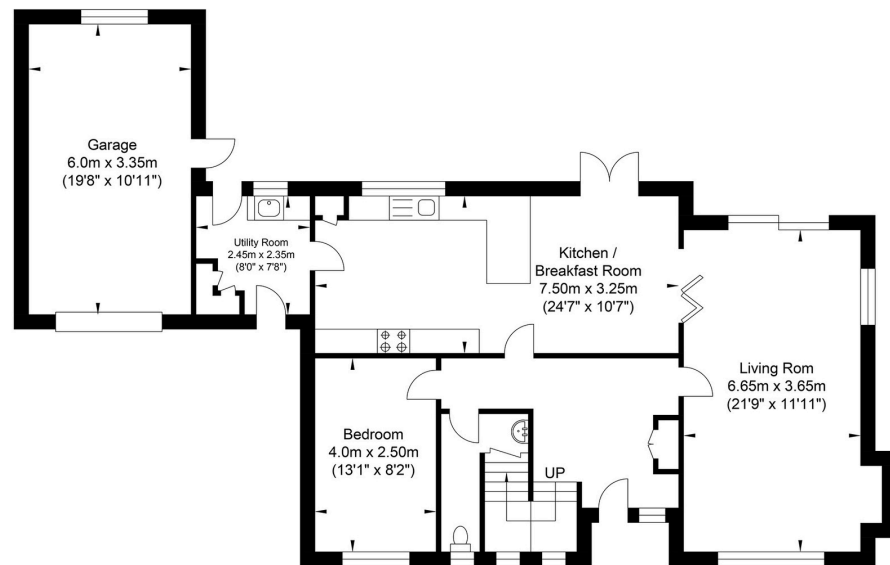 Garage
6.0m x 3.35m
(19'8" x 10'11")
Utility Room
2.45m x 2.35m
(8'0" x 7'8")
Kitchen /
Breakfast Room
7.50m x 3.25m
(24'7" x 10'7")
Living Rom
6.65m x 3.65m
(21'9" x 11'11")
Bedroom
4.0m x 2.50m
(13'1" x 8'2")
UP